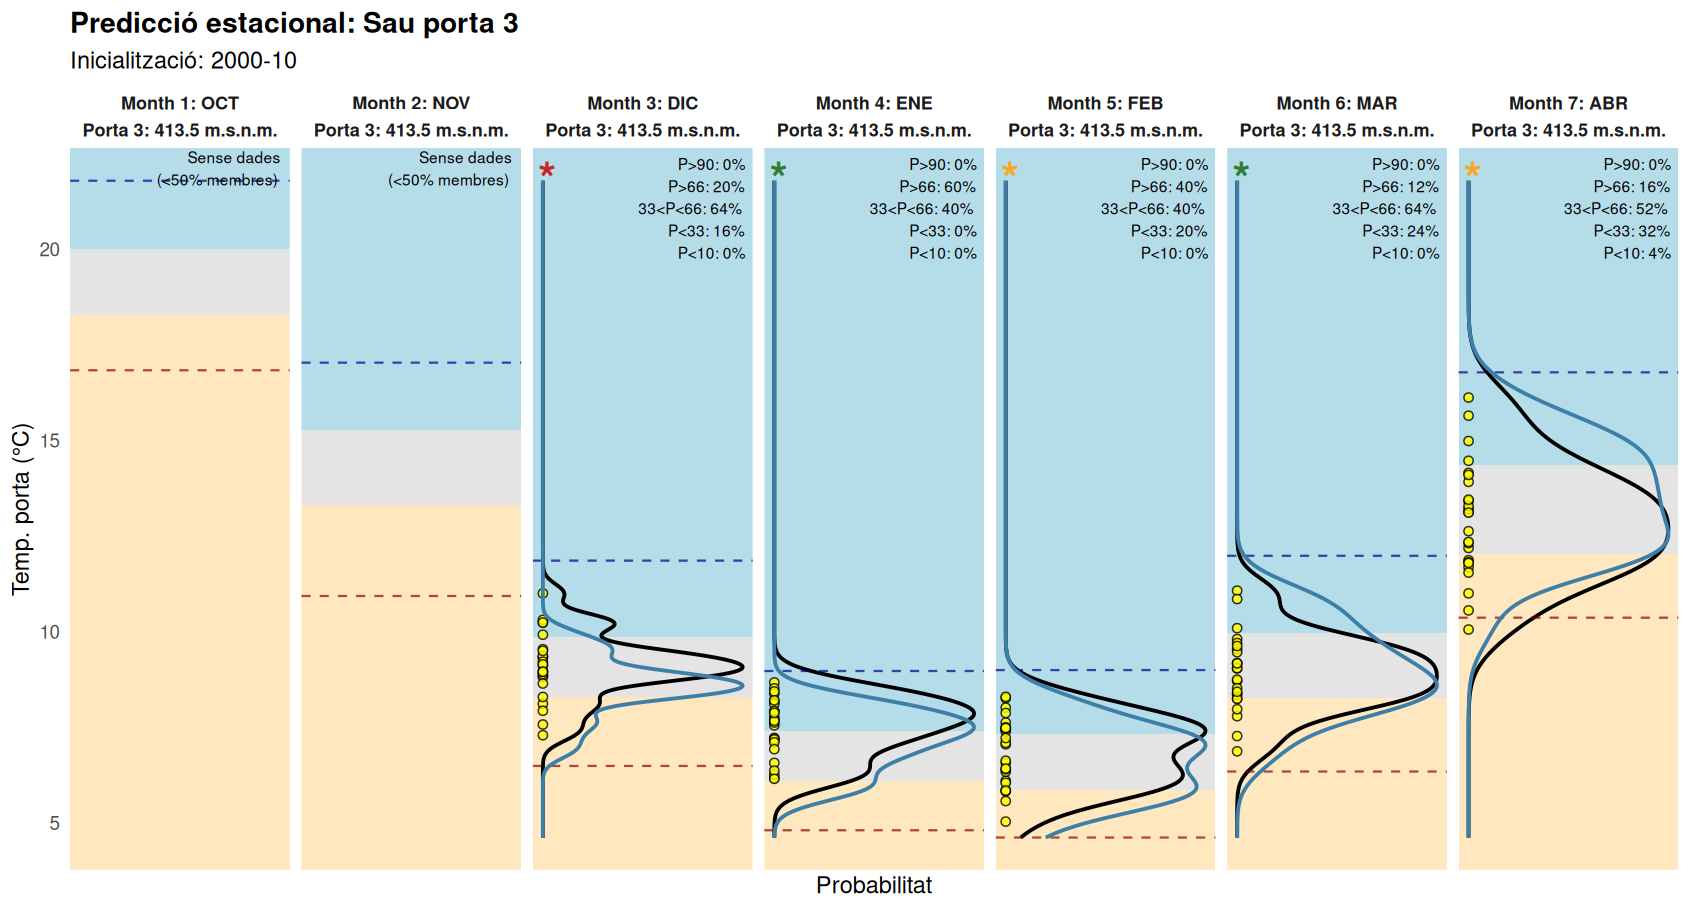 Predicció estacional: Sau porta 3
Inicialització: 2000-10
Month 1: OCT
Porta 3: 413.5 m.s.n.m.
Sense dades
(<50% membres)
Month 2: NOV
Porta 3: 413.5 m.s.n.m.
Sense dades
(<50% membres)
Month 3: DIC
Porta 3: 413.5 m.s.n.m.
*
P>90: 0%
P>66: 20%
33<P<66: 64%
P<33: 16%
P<10: 0%
Month 4: ENE
Porta 3: 413.5 m.s.n.m.
*
P>90: 0%
P>66: 60%
33<P<66: 40%
P<33: 0%
P<10: 0%
Month 5: FEB
Porta 3: 413.5 m.s.n.m.
*
P>90: 0%
P>66: 40%
33<P<66: 40%
P<33: 20%
P<10: 0%
Month 6: MAR
Porta 3: 413.5 m.s.n.m.
*
P>90: 0%
P>66: 12%
33<P<66: 64%
P<33: 24%
P<10: 0%
Month 7: ABR
Porta 3: 413.5 m.s.n.m.
*
P>90: 0%
P>66: 16%
33<P<66: 52%
P<33: 32%
P<10: 4%
Temp. porta (°C)
20
15
10
5
Probabilitat